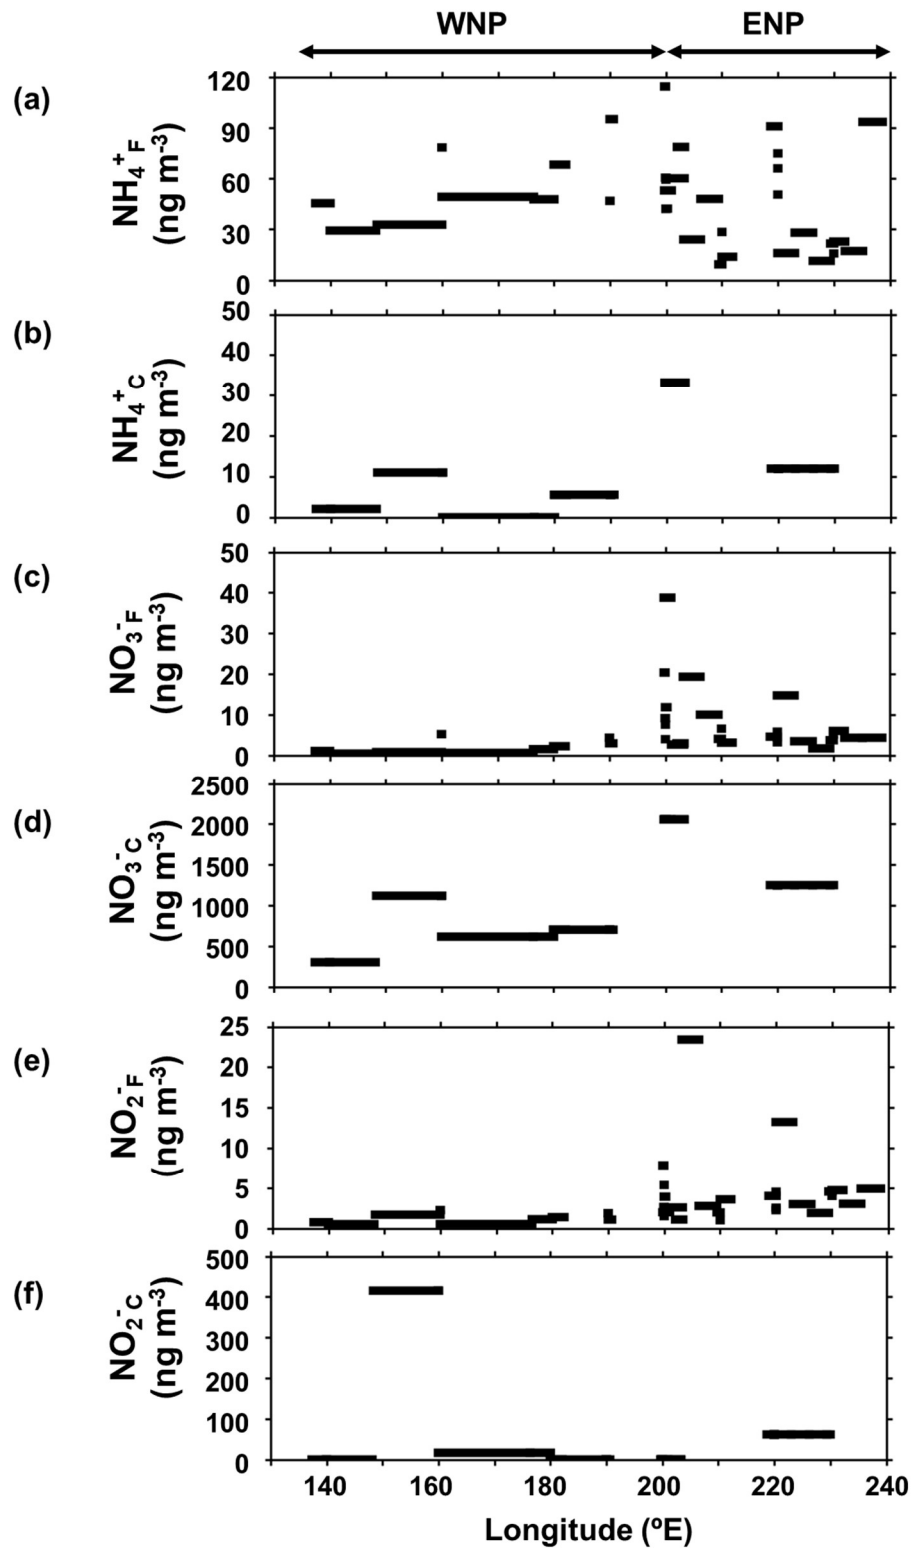 WNP ENP
(a)
NH₄⁺F
(ng m⁻³)
120
90
60
30
0
(b)
NH₄⁺C
(ng m⁻³)
50
40
30
20
10
0
(c)
NO₃⁻F
(ng m⁻³)
50
40
30
20
10
0
(d)
NO₃⁻C
(ng m⁻³)
2500
2000
1500
1000
500
0
(e)
NO₂⁻F
(ng m⁻³)
25
20
15
10
5
0
(f)
NO₂⁻C
(ng m⁻³)
500
400
300
200
100
0
140 160 180 200 220 240
Longitude (ºE)